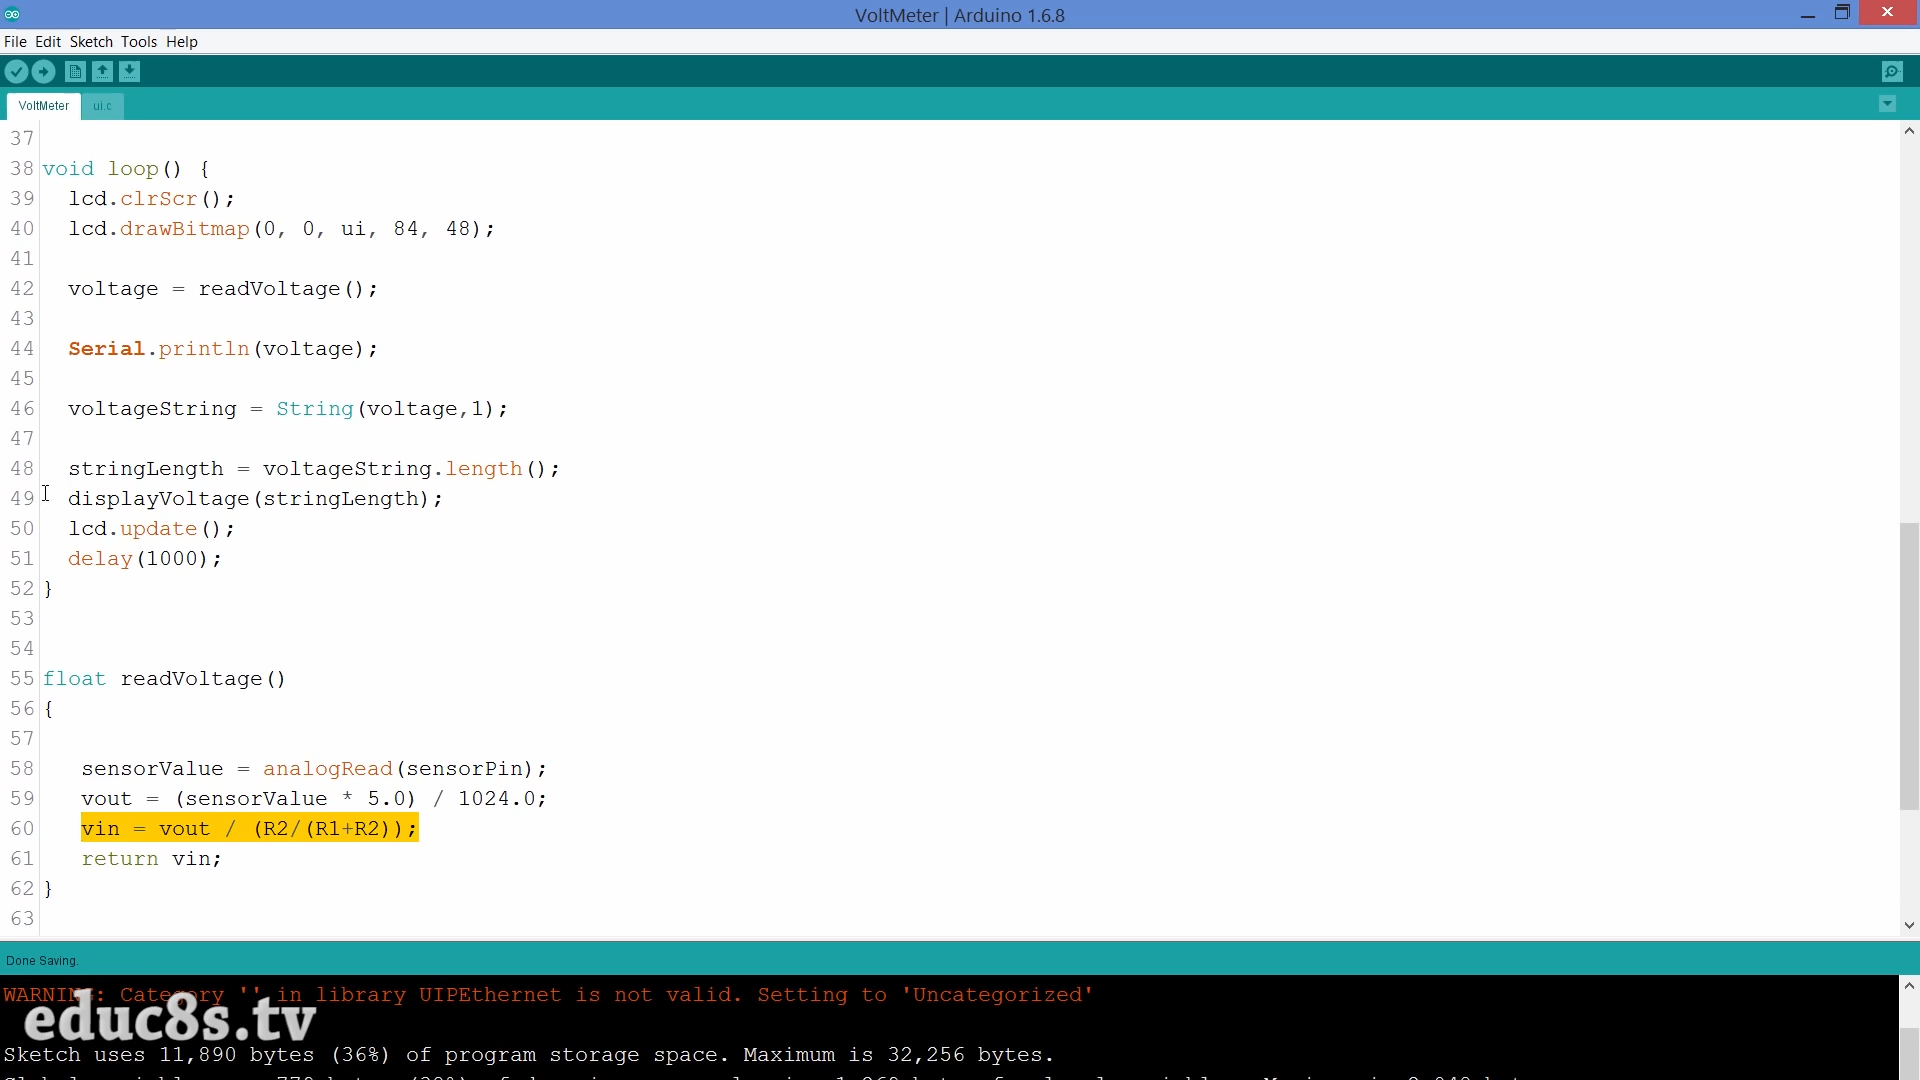 VoltMeter | Arduino 1.6.8
File Edit Sketch Tools Help
VoltMeter ui.c
37
38 void loop() {
39 lcd.clrScr();
40 lcd.drawBitmap(0, 0, ui, 84, 48);
41
42 voltage = readVoltage();
43
44 Serial.println(voltage);
45
46 voltageString = String(voltage,1);
47
48 stringLength = voltageString.length();
49 displayVoltage(stringLength);
50 lcd.update();
51 delay(1000);
52 }
53
54
55 float readVoltage()
56 {
57
58 sensorValue = analogRead(sensorPin);
59 vout = (sensorValue * 5.0) / 1024.0;
60 vin = vout / (R2/(R1+R2));
61 return vin;
62 }
63
Done Saving.
WARNING: Category '' in library UIPEthernet is not valid. Setting to 'Uncategorized'
educ8s.tv
Sketch uses 11,890 bytes (36%) of program storage space. Maximum is 32,256 bytes.